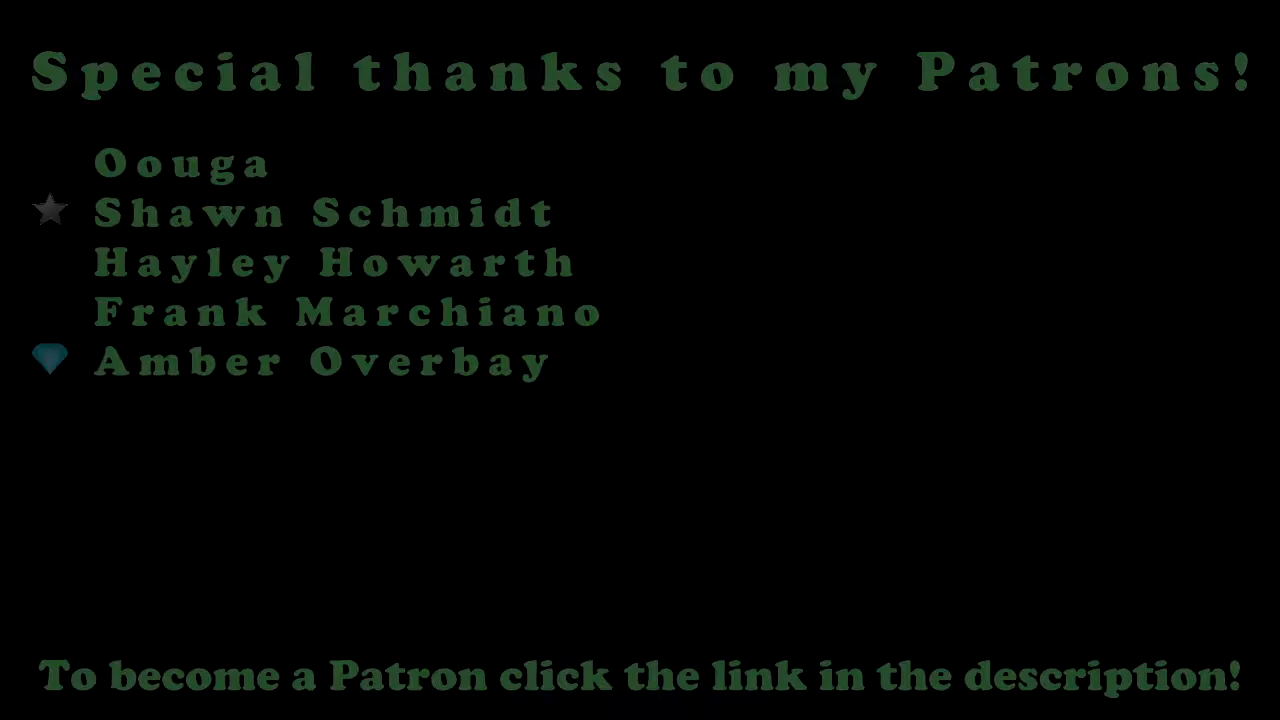 Special thanks to my Patrons!
Oouga
Shawn Schmidt
Hayley Howarth
Frank Marchiano
Amber Overbay
To become a Patron click the link in the description!